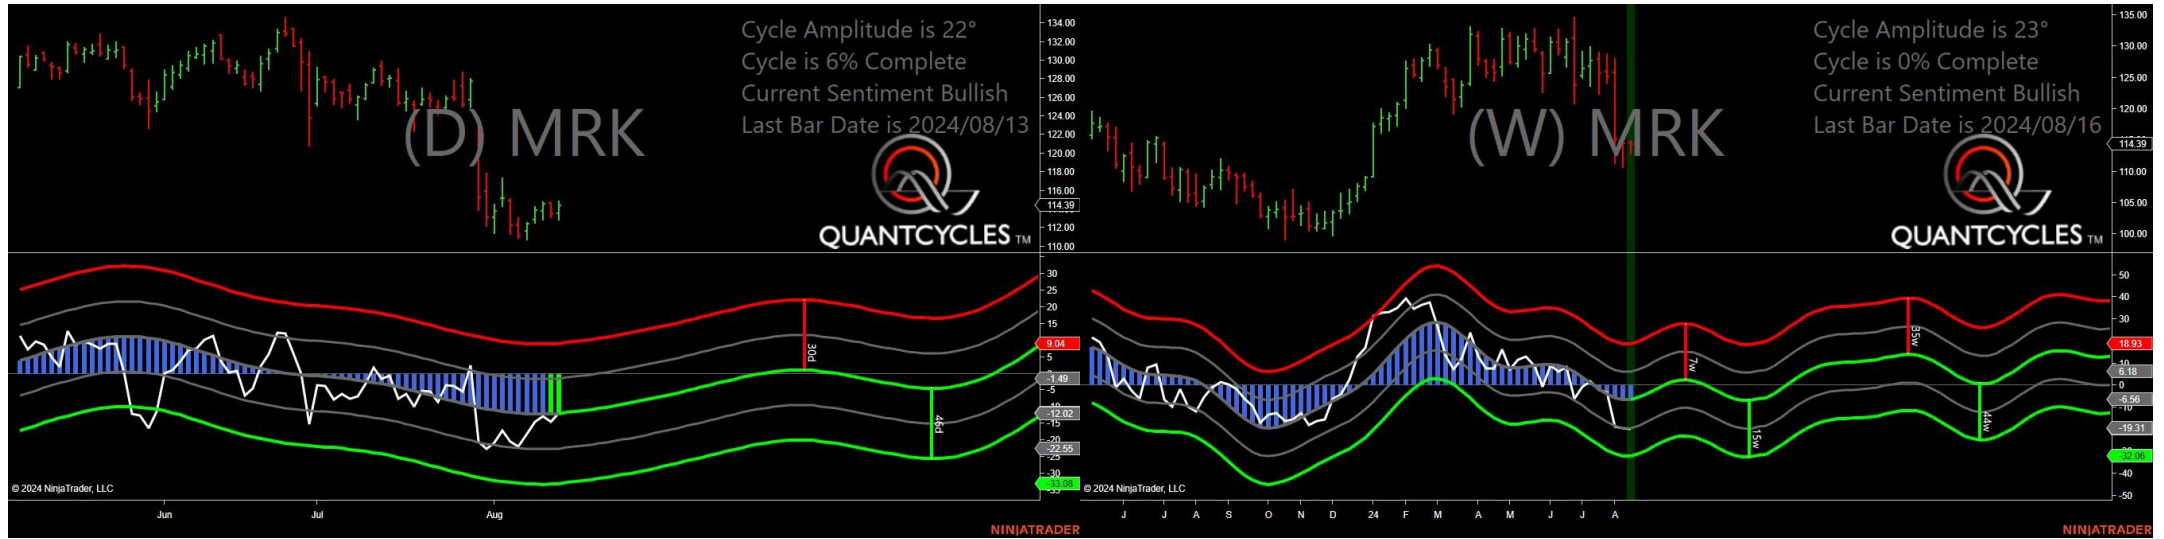 Cycle Amplitude is 22°
Cycle is 6% Complete
Current Sentiment Bullish
Last Bar Date is 2024/08/13
(D) MRK
QUANTCYCLES TM
134.00
132.00
130.00
128.00
126.00
124.00
122.00
120.00
118.00
116.00
114.39
112.00
110.00
30
25
20
15
9.04
5
-1.49
-5
-12.02
-15
-20
-22.55
-25
-30
-33.08
30d
46d
© 2024 NinjaTrader, LLC
Jun Jul Aug
NINJATRADER
Cycle Amplitude is 23°
Cycle is 0% Complete
Current Sentiment Bullish
Last Bar Date is 2024/08/16
(W) MRK
QUANTCYCLES TM
135.00
130.00
125.00
120.00
114.39
110.00
105.00
100.00
50
40
30
18.93
10
6.18
0
-6.56
-10
-19.31
-32.06
-40
-50
7w
15w
35w
44w
© 2024 NinjaTrader, LLC
J J A S O N D 24 F M A M J J A
NINJATRADER